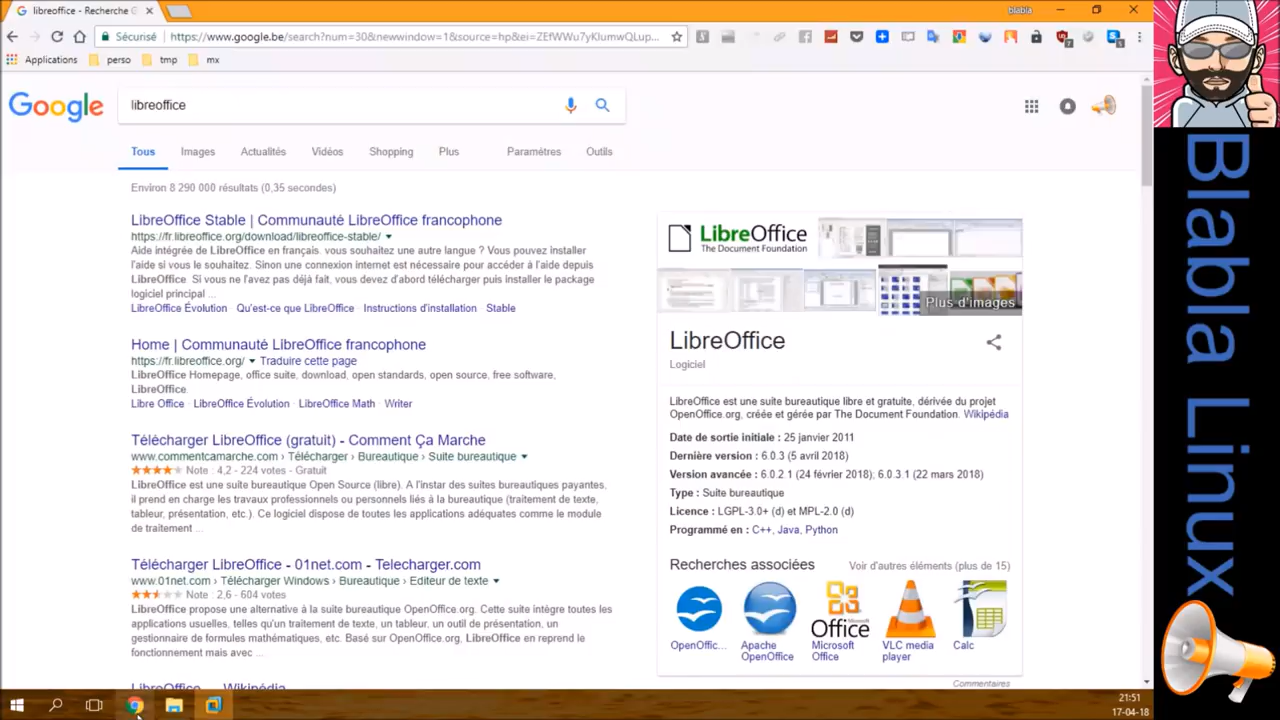 libreoffice - Recherche G
blabla
Sécurisé
https://www.google.be/search?num=30&newwindow=1&source=hp&ei=ZEfWWu7yKIumwQLup...
Applications
perso
tmp
mx
Google
libreoffice
Tous
Images
Actualités
Vidéos
Shopping
Plus
Paramètres
Outils
Environ 8 290 000 résultats (0,35 secondes)
LibreOffice Stable | Communauté LibreOffice francophone
https://fr.libreoffice.org/download/libreoffice-stable/
Aide intégrée de LibreOffice en français. vous souhaitez une autre langue ? Vous pouvez installer
l'aide si vous le souhaitez. Sinon une connexion internet est nécessaire pour accéder à l'aide depuis
LibreOffice. Si vous ne l'avez pas déjà fait, vous devez d'abord télécharger puis installer le package
logiciel principal ...
LibreOffice Évolution · Qu'est-ce que LibreOffice · Instructions d'installation · Stable
Home | Communauté LibreOffice francophone
https://fr.libreoffice.org/ Traduire cette page
LibreOffice Homepage, office suite, download, open standards, open source, free software,
LibreOffice.
Libre Office · LibreOffice Évolution · LibreOffice Math · Writer
Télécharger LibreOffice (gratuit) - Comment Ça Marche
www.commentcamarche.com › Télécharger › Bureautique › Suite bureautique
Note : 4,2 - 224 votes - Gratuit
LibreOffice est une suite bureautique Open Source (libre). A l'instar des suites bureautiques payantes,
il prend en charge les travaux professionnels ou personnels liés à la bureautique (traitement de texte,
tableur, présentation, etc.). Ce logiciel dispose de toutes les applications adéquates comme le module
de traitement ...
Télécharger LibreOffice - 01net.com - Telecharger.com
www.01net.com › Télécharger Windows › Bureautique › Editeur de texte
Note : 2,6 - 604 votes
LibreOffice propose une alternative à la suite bureautique OpenOffice.org. Cette suite intègre toutes les
applications usuelles, telles qu'un traitement de texte, un tableur, un outil de présentation, un
gestionnaire de formules mathématiques, etc. Basé sur OpenOffice.org, LibreOffice en reprend le
fonctionnement mais avec ...
LibreOffice — Wikipédia
LibreOffice
The Document Foundation
Plus d'images
LibreOffice
Logiciel
LibreOffice est une suite bureautique libre et gratuite, dérivée du projet
OpenOffice.org, créée et gérée par The Document Foundation. Wikipédia
Date de sortie initiale : 25 janvier 2011
Dernière version : 6.0.3 (5 avril 2018)
Version avancée : 6.0.2.1 (24 février 2018); 6.0.3.1 (22 mars 2018)
Type : Suite bureautique
Licence : LGPL-3.0+ (d) et MPL-2.0 (d)
Programmé en : C++, Java, Python
Recherches associées
Voir d'autres éléments (plus de 15)
Office
OpenOffic...
Apache
OpenOffice
Microsoft
Office
VLC media
player
Calc
Commentaires
21:51
17-04-18
Blabla Linux